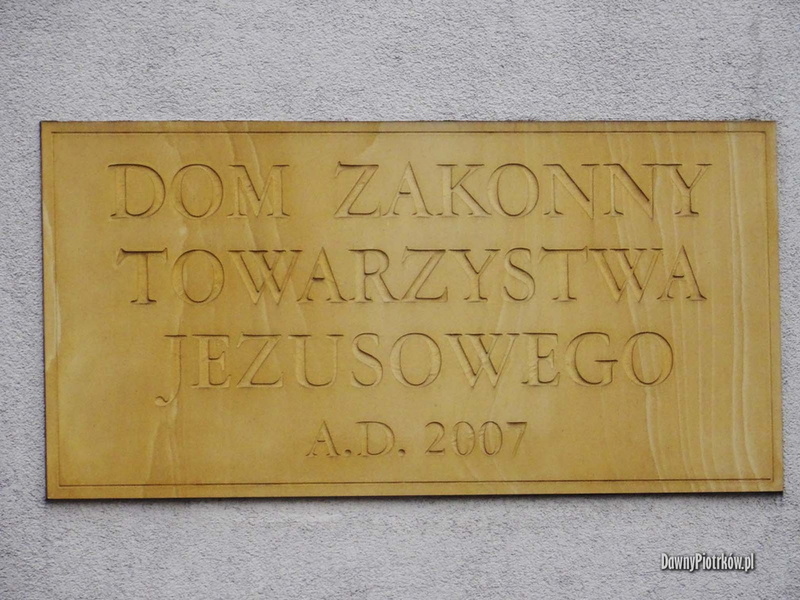 DOM ZAKONNY
TOWARZYSTWA
JEZUSOWEGO
A.D. 2007
DawnyPiotrków.pl